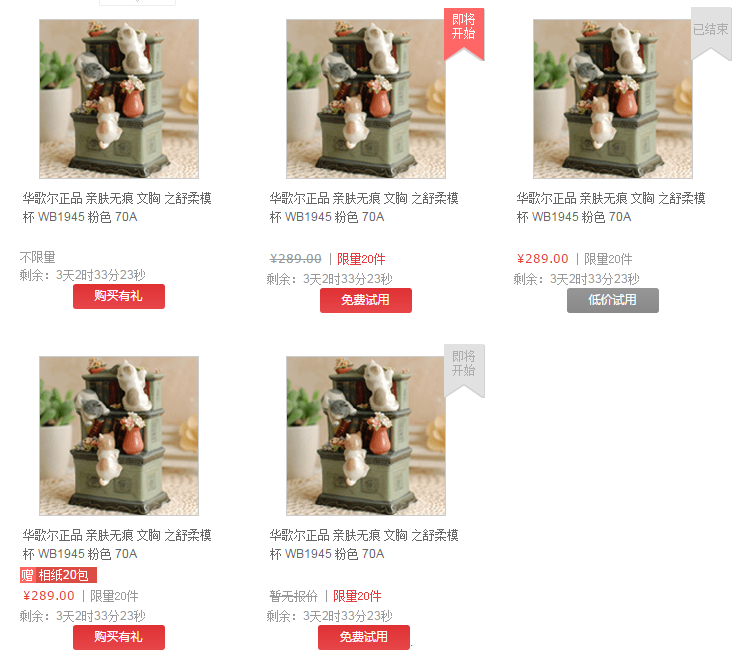 即将
开始
已结束
华歌尔正品 亲肤无痕 文胸 之舒柔模
杯 WB1945 粉色 70A
不限量
剩余：3天2时33分23秒
购买有礼
华歌尔正品 亲肤无痕 文胸 之舒柔模
杯 WB1945 粉色 70A
¥289.00 | 限量20件
剩余：3天2时33分23秒
免费试用
华歌尔正品 亲肤无痕 文胸 之舒柔模
杯 WB1945 粉色 70A
¥289.00 | 限量20件
剩余：3天2时33分23秒
低价试用
即将
开始
华歌尔正品 亲肤无痕 文胸 之舒柔模
杯 WB1945 粉色 70A
赠 相纸20包
¥289.00 | 限量20件
剩余：3天2时33分23秒
购买有礼
华歌尔正品 亲肤无痕 文胸 之舒柔模
杯 WB1945 粉色 70A
暂无报价 | 限量20件
剩余：3天2时33分23秒
免费试用